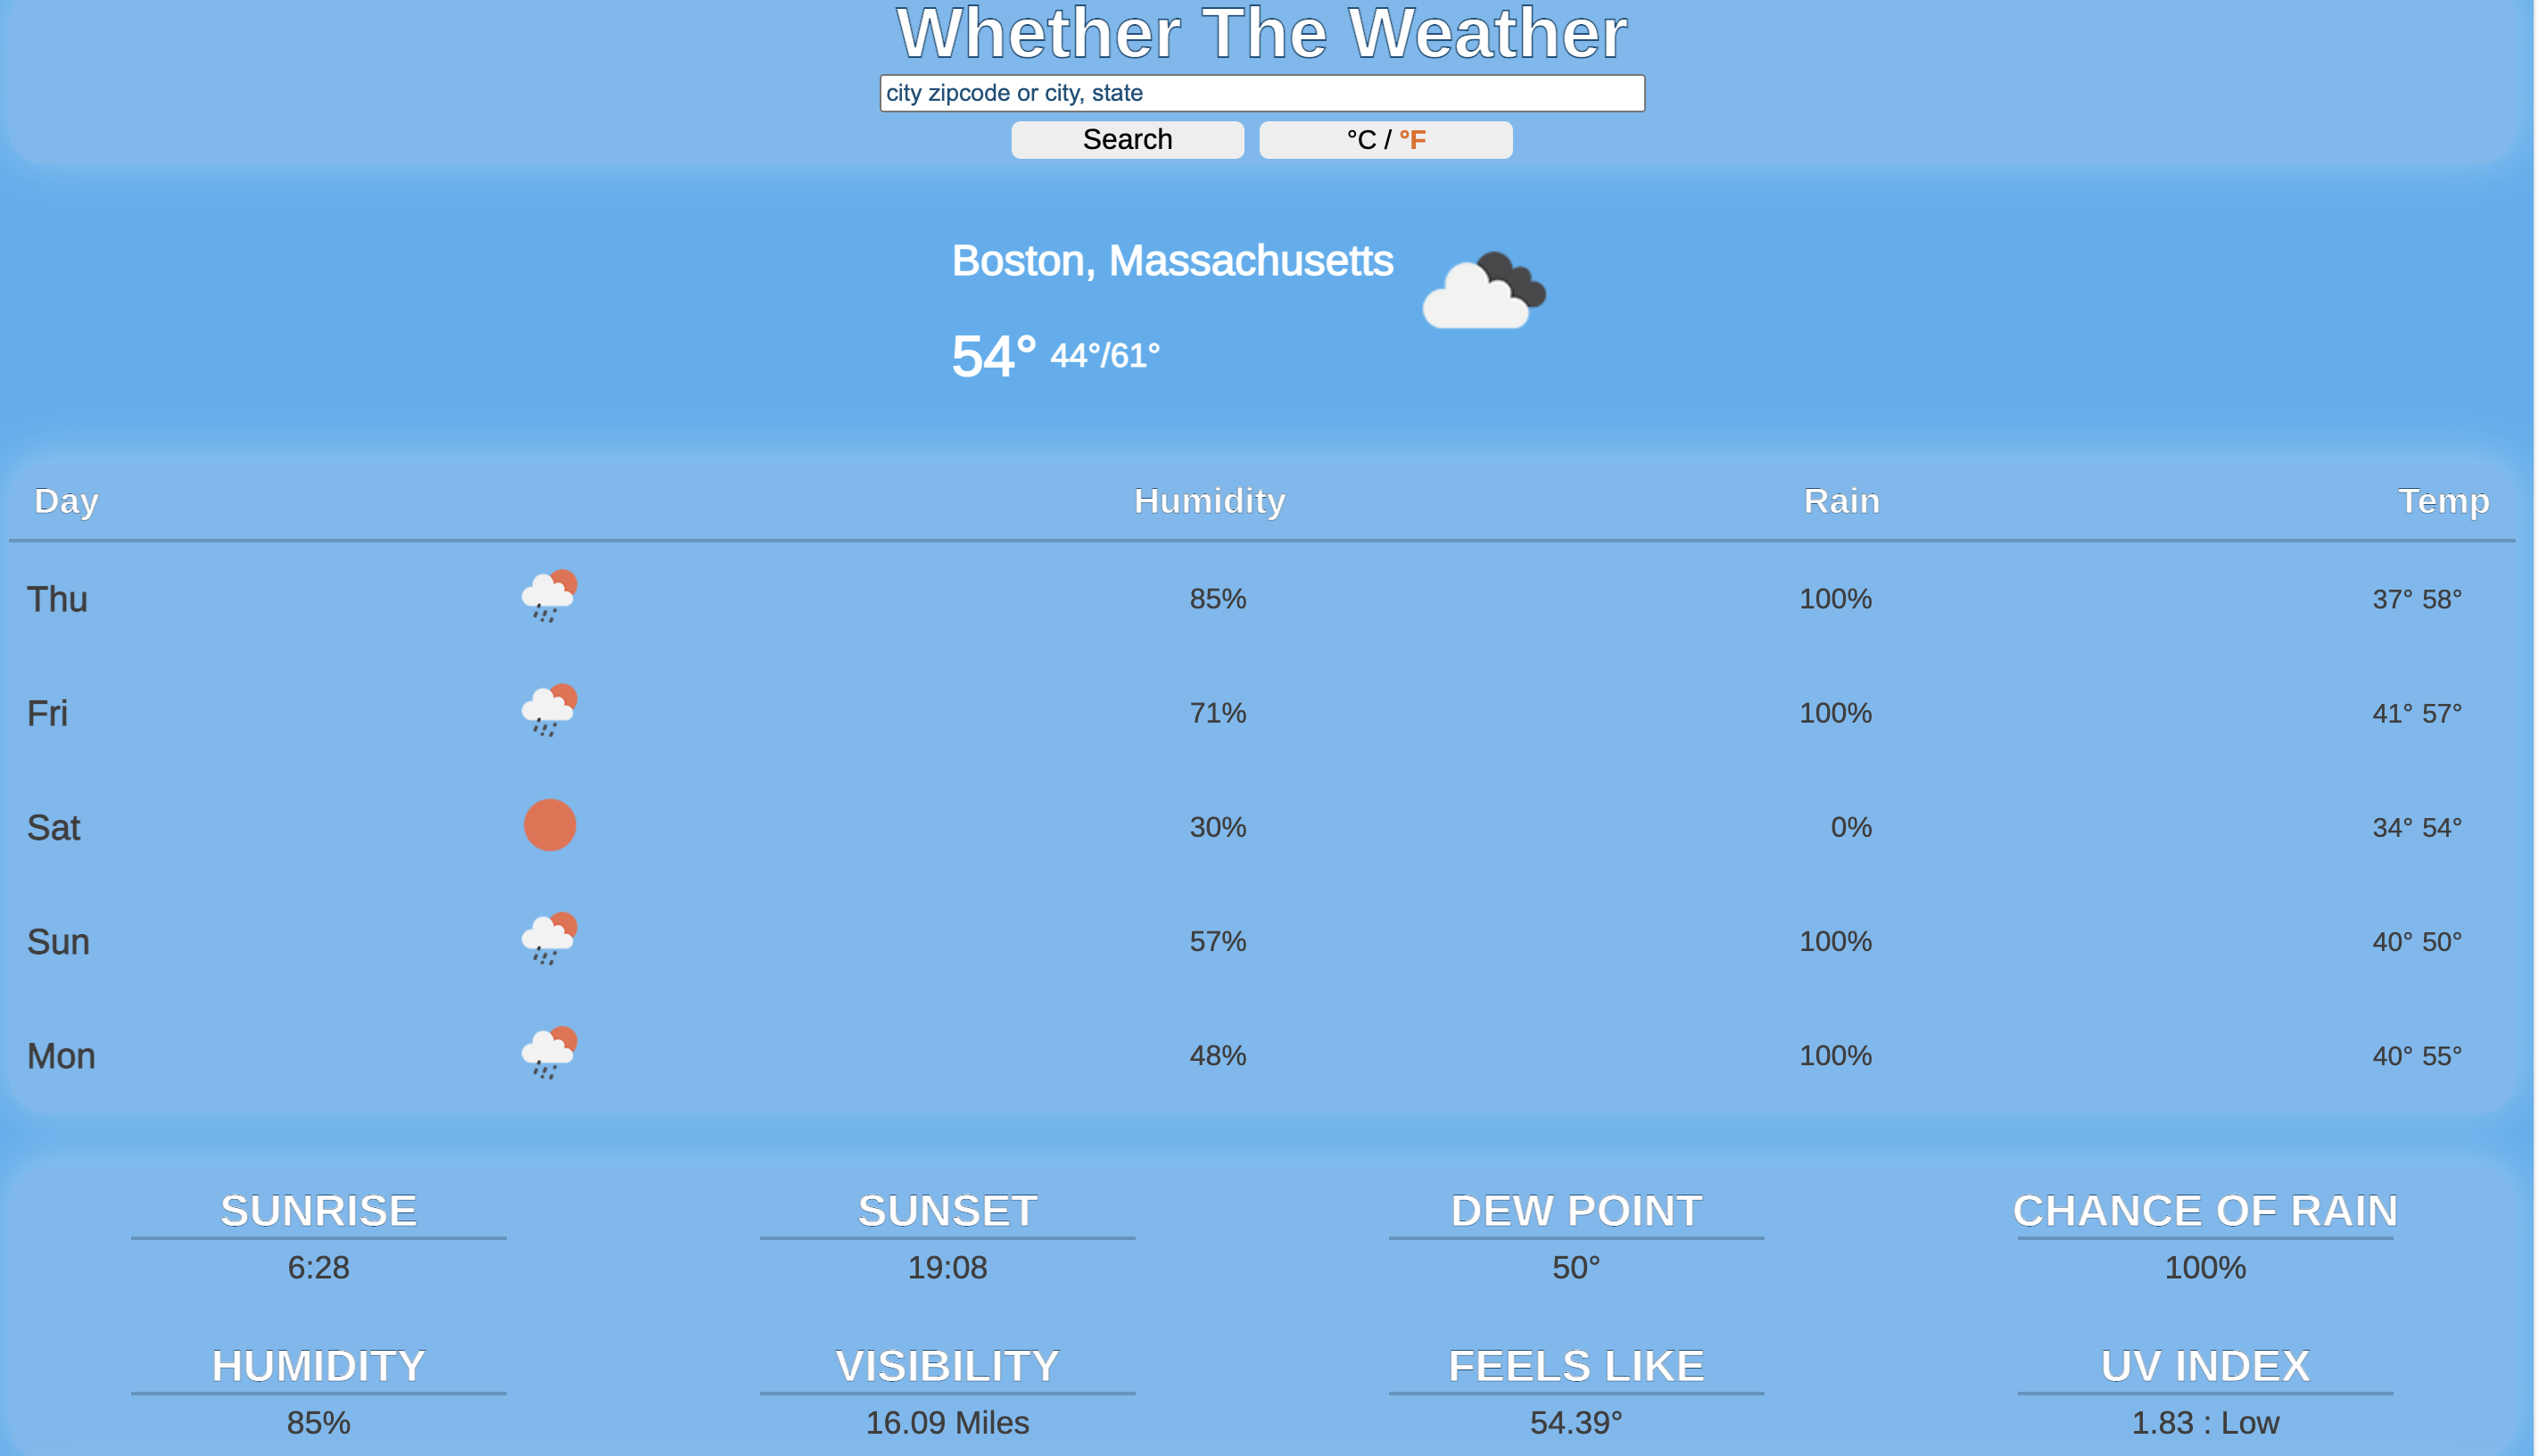 Whether The Weather
city zipcode or city, state
Search °C / °F
Boston, Massachusetts
54° 44°/61°
Day Humidity Rain Temp
Thu 85% 100% 37° 58°
Fri 71% 100% 41° 57°
Sat 30% 0% 34° 54°
Sun 57% 100% 40° 50°
Mon 48% 100% 40° 55°
SUNRISE SUNSET DEW POINT CHANCE OF RAIN
6:28 19:08 50° 100%
HUMIDITY VISIBILITY FEELS LIKE UV INDEX
85% 16.09 Miles 54.39° 1.83 : Low